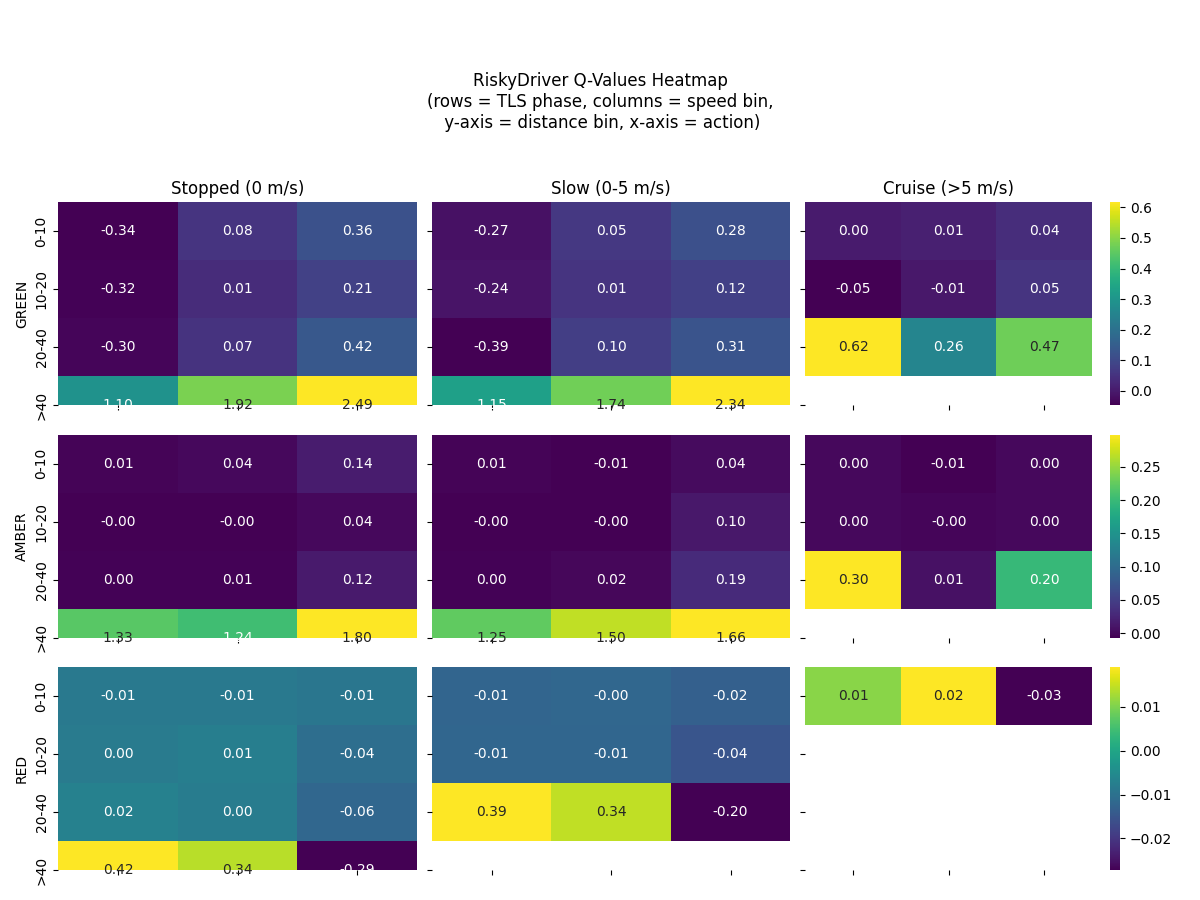 RiskyDriver Q-Values Heatmap
(rows = TLS phase, columns = speed bin,
y-axis = distance bin, x-axis = action)
Stopped (0 m/s) Slow (0-5 m/s) Cruise (>5 m/s)
GREEN
0-10 -0.34 0.08 0.36 -0.27 0.05 0.28 0.00 0.01 0.04
10-20 -0.32 0.01 0.21 -0.24 0.01 0.12 -0.05 -0.01 0.05
20-40 -0.30 0.07 0.42 -0.39 0.10 0.31 0.62 0.26 0.47
>40 1.10 1.92 2.49 1.15 1.74 2.34
0.6
0.5
0.4
0.3
0.2
0.1
0.0
AMBER
0-10 0.01 0.04 0.14 0.01 -0.01 0.04 0.00 -0.01 0.00
10-20 -0.00 -0.00 0.04 -0.00 -0.00 0.10 0.00 -0.00 0.00
20-40 0.00 0.01 0.12 0.00 0.02 0.19 0.30 0.01 0.20
>40 1.33 1.24 1.80 1.25 1.50 1.66
0.25
0.20
0.15
0.10
0.05
0.00
RED
0-10 -0.01 -0.01 -0.01 -0.01 -0.00 -0.02 0.01 0.02 -0.03
10-20 0.00 0.01 -0.04 -0.01 -0.01 -0.04
20-40 0.02 0.00 -0.06 0.39 0.34 -0.20
>40 0.42 0.34 -0.29
0.01
0.00
−0.01
−0.02